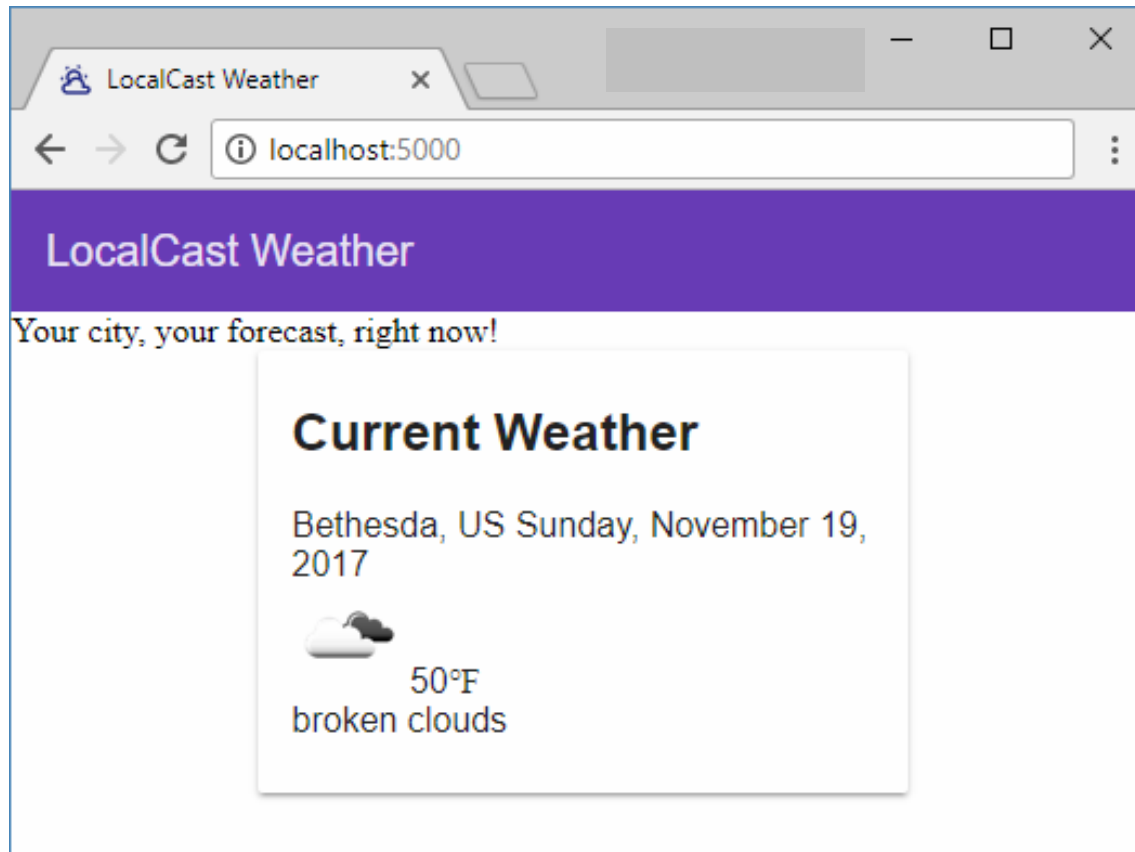 LocalCast Weather
localhost:5000
LocalCast Weather
Your city, your forecast, right now!
Current Weather
Bethesda, US Sunday, November 19,
2017
50℉
broken clouds